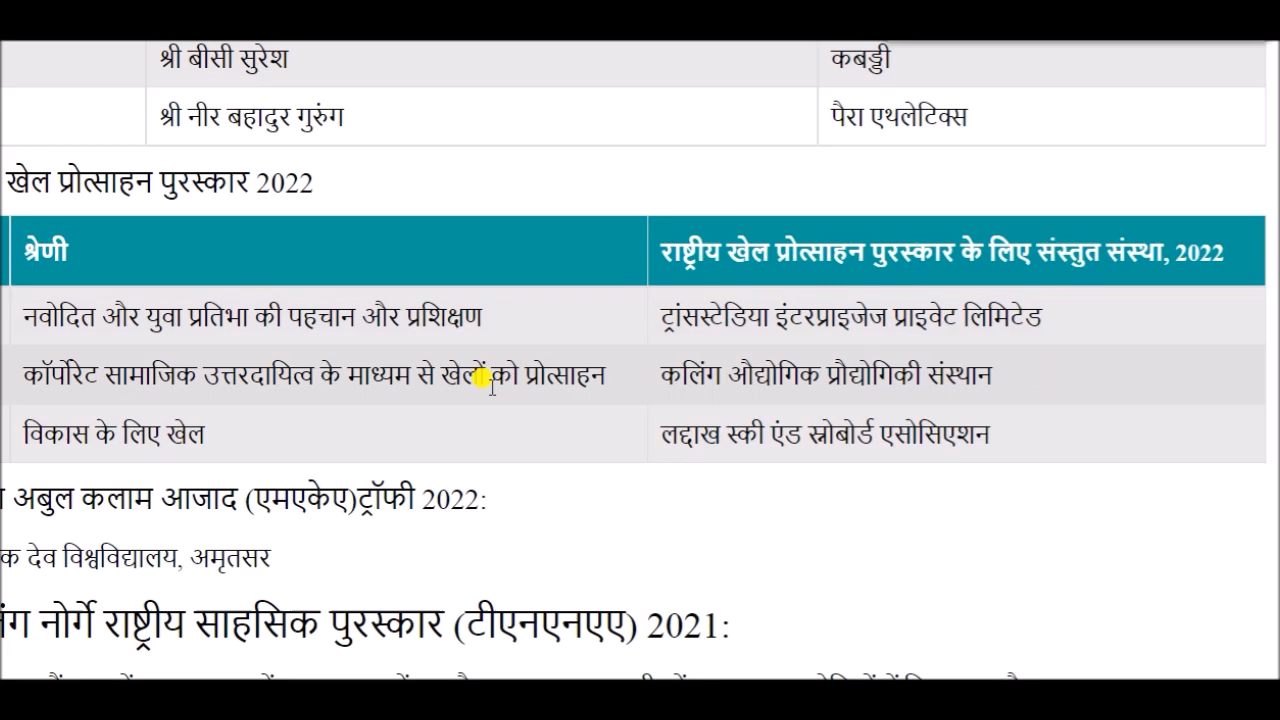 श्री बीसी सुरेश कबड्डी
श्री नीर बहादुर गुरुंग पैरा एथलेटिक्स
खेल प्रोत्साहन पुरस्कार 2022
श्रेणी राष्ट्रीय खेल प्रोत्साहन पुरस्कार के लिए संस्तुत संस्था, 2022
नवोदित और युवा प्रतिभा की पहचान और प्रशिक्षण ट्रांसस्टेडिया इंटरप्राइजेज प्राइवेट लिमिटेड
कॉर्पोरेट सामाजिक उत्तरदायित्व के माध्यम से खेलों को प्रोत्साहन कलिंग औद्योगिक प्रौद्योगिकी संस्थान
विकास के लिए खेल लद्दाख स्की एंड स्नोबोर्ड एसोसिएशन
अबुल कलाम आजाद (एमएकेए)ट्रॉफी 2022:
क देव विश्वविद्यालय, अमृतसर
नोर्गे राष्ट्रीय साहसिक पुरस्कार (टीएनएनएए) 2021: